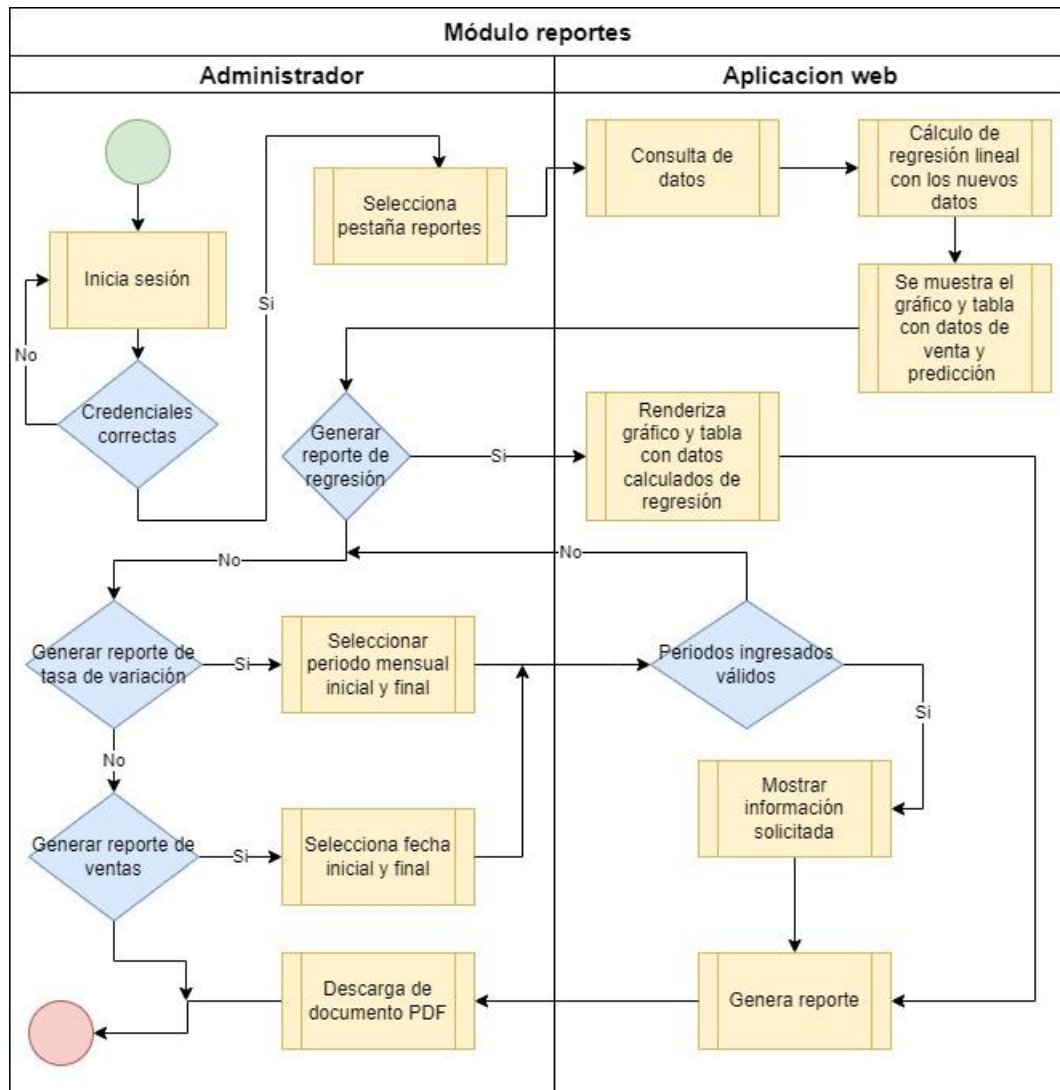 Módulo reportes
Administrador
Aplicacion web
Selecciona
pestaña reportes
Consulta de
datos
Cálculo de
regresión lineal
con los nuevos
datos
Inicia sesión
Si
Se muestra el
gráfico y tabla
con datos de
venta y
predicción
No
Credenciales
correctas
Generar
reporte de
regresión
Si
Renderiza
gráfico y tabla
con datos
calculados de
regresión
No
No
Generar reporte de
tasa de variación
Si
Seleccionar
periodo mensual
inicial y final
Periodos ingresados
válidos
Si
No
Generar reporte de
ventas
Si
Selecciona fecha
inicial y final
Mostrar
información
solicitada
Descarga de
documento PDF
Genera reporte